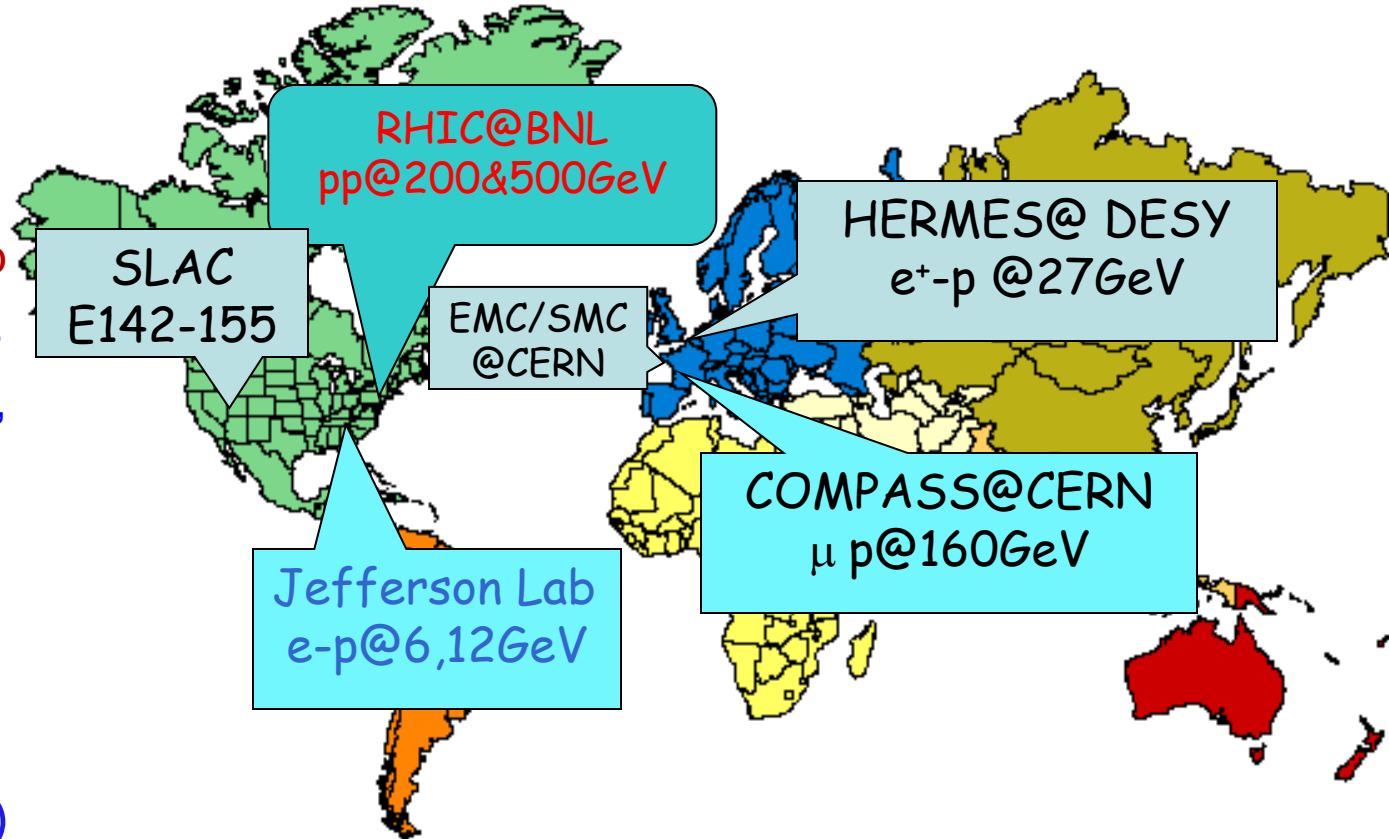 RHIC@BNL
pp@200&500GeV
SLAC
E142-155
EMC/SMC
@CERN
HERMES@ DESY
e⁺-p @27GeV
COMPASS@CERN
μ p@160GeV
Jefferson Lab
e-p@6,12GeV
)